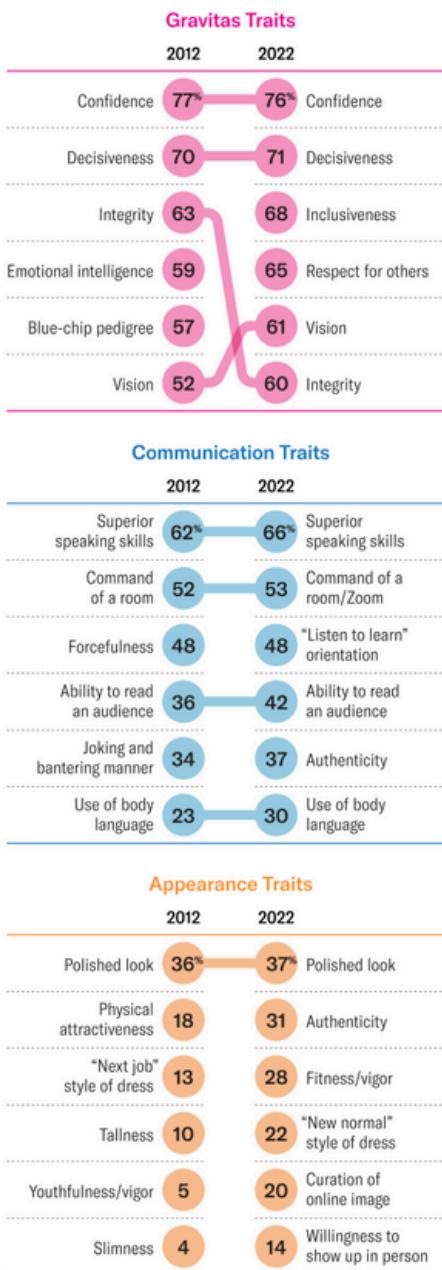 Gravitas Traits
2012 2022
Confidence 77% 76% Confidence
Decisiveness 70 71 Decisiveness
Integrity 63 68 Inclusiveness
Emotional intelligence 59 65 Respect for others
Blue-chip pedigree 57 61 Vision
Vision 52 60 Integrity
Communication Traits
2012 2022
Superior
speaking skills 62% 66% Superior
speaking skills
Command
of a room 52 53 Command of a
room/Zoom
Forcefulness 48 48 “Listen to learn”
orientation
Ability to read
an audience 36 42 Ability to read
an audience
Joking and
bantering manner 34 37 Authenticity
Use of body
language 23 30 Use of body
language
Appearance Traits
2012 2022
Polished look 36% 37% Polished look
Physical
attractiveness 18 31 Authenticity
“Next job”
style of dress 13 28 Fitness/vigor
Tallness 10 22 “New normal”
style of dress
Youthfulness/vigor 5 20 Curation of
online image
Slimness 4 14 Willingness to
show up in person